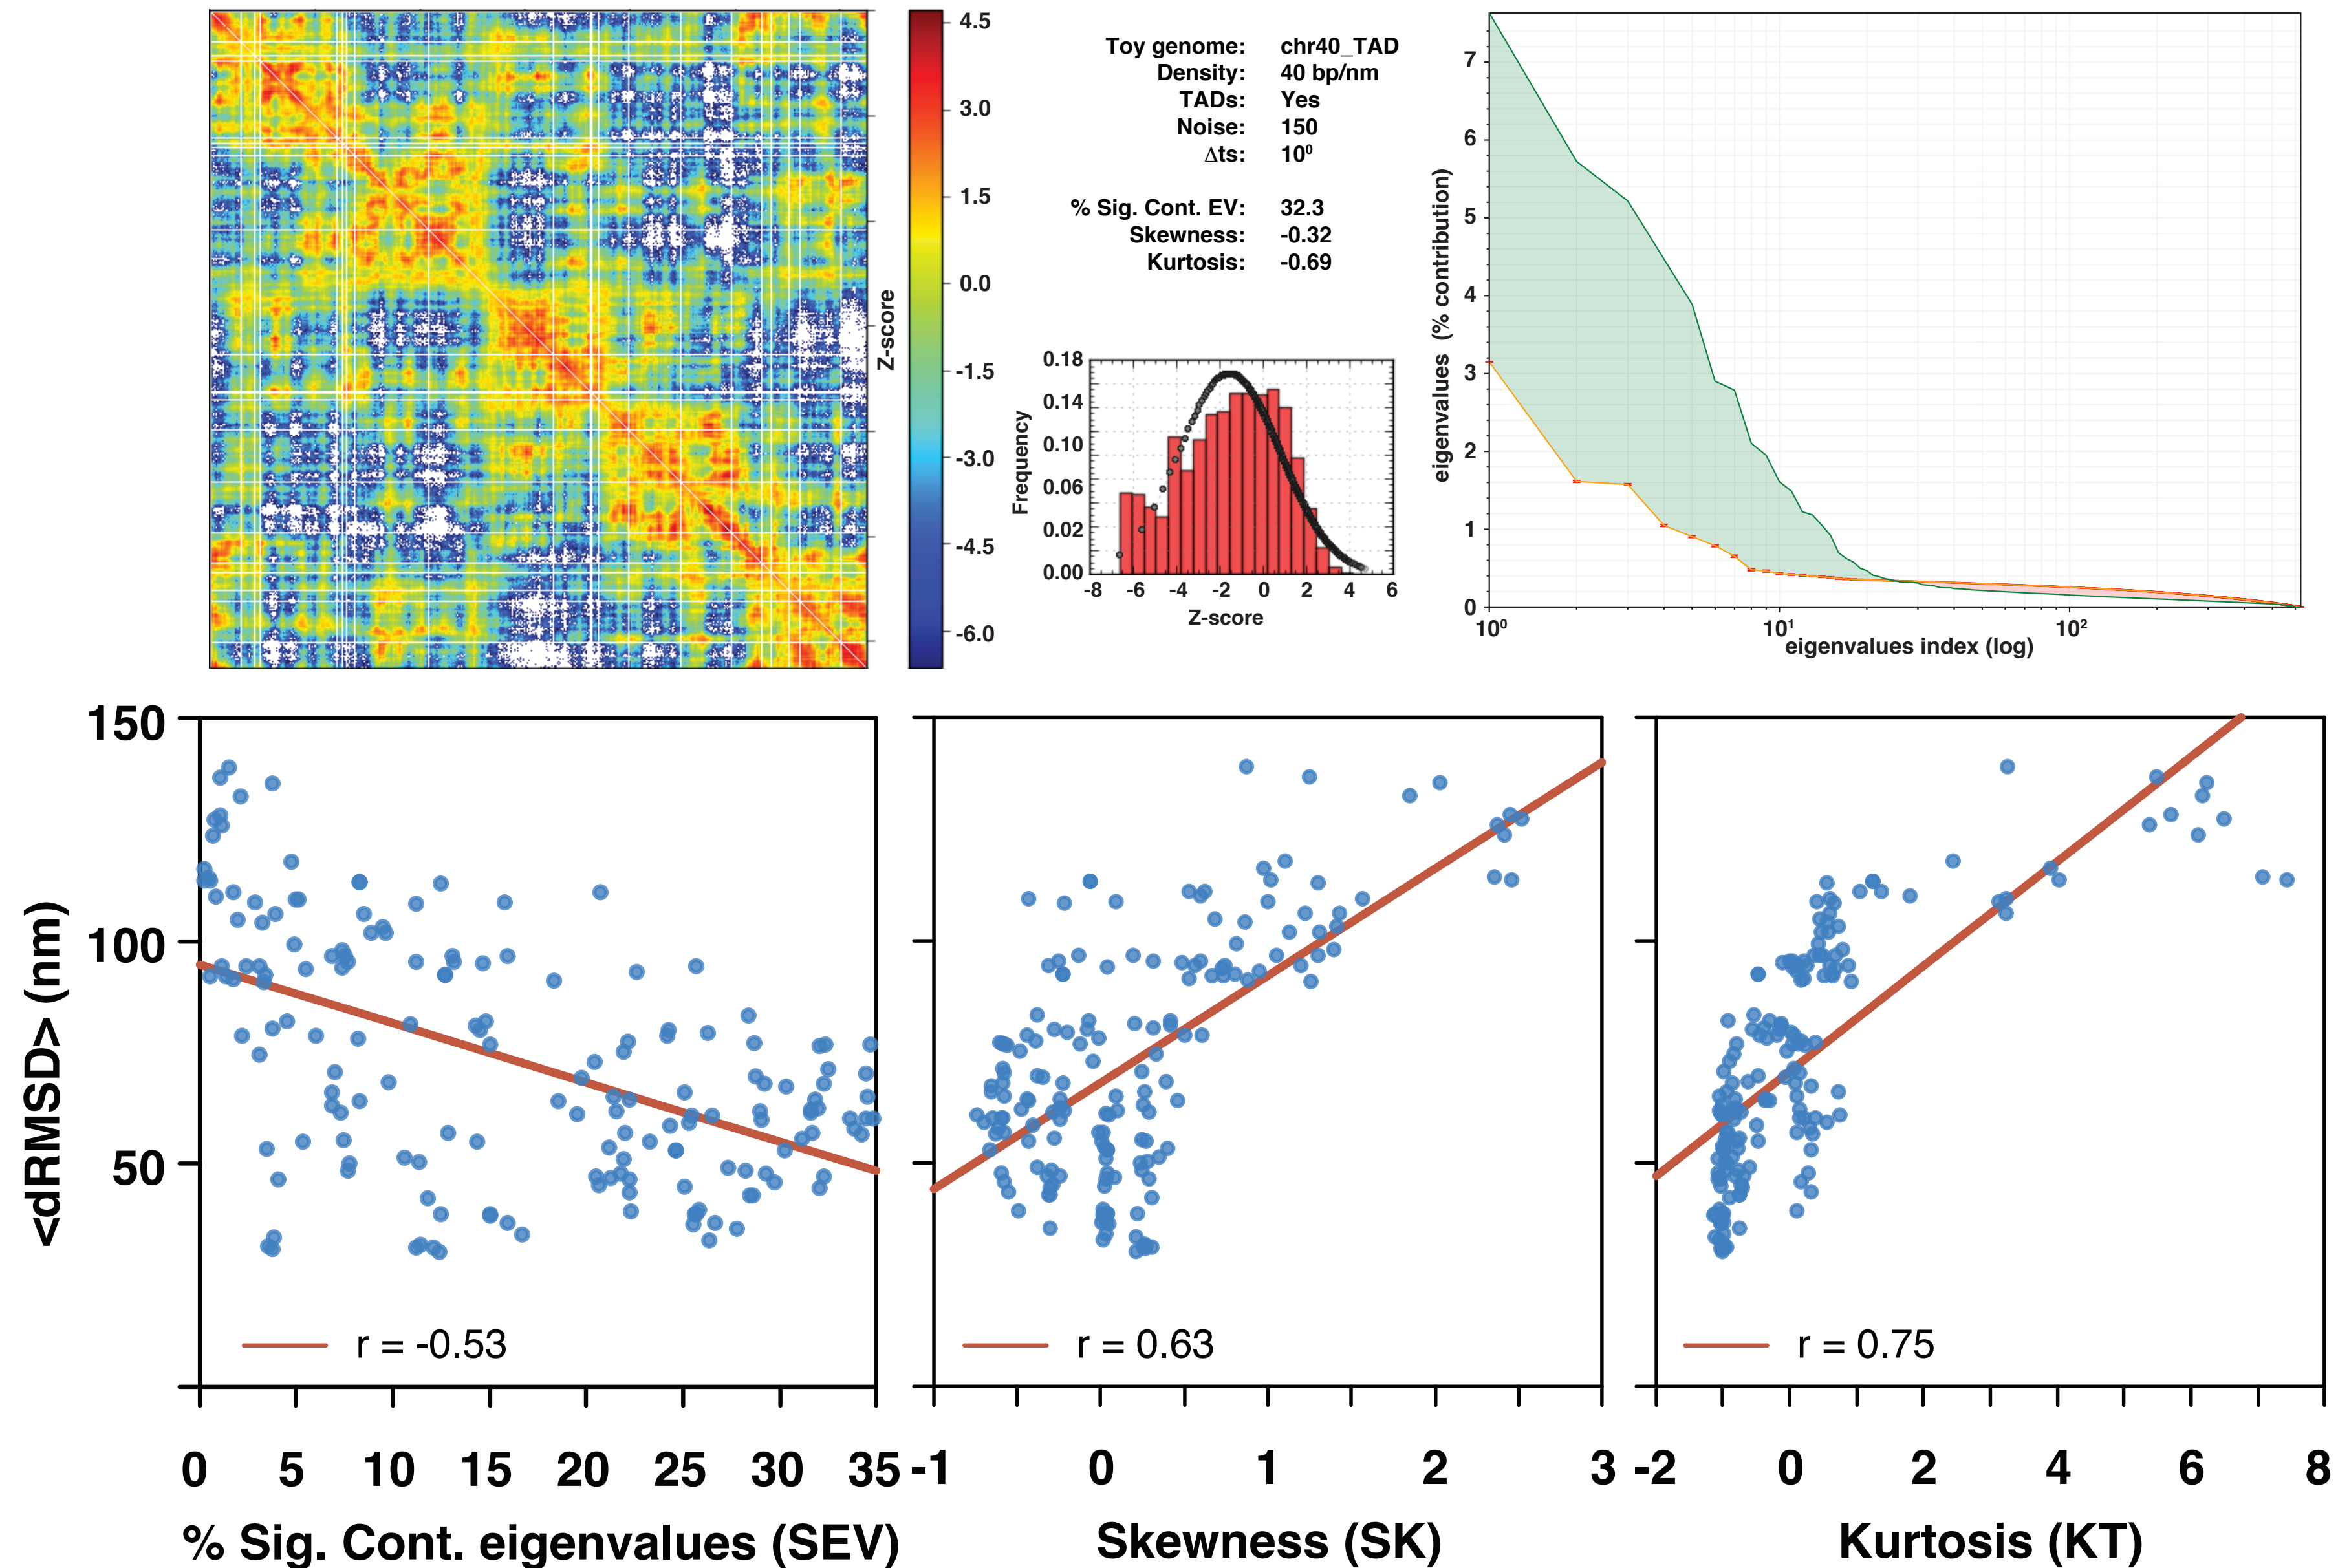 4.5
3.0
1.5
0.0
-1.5
-3.0
-4.5
-6.0
Z-score
Toy genome: chr40_TAD
Density: 40 bp/nm
TADs: Yes
Noise: 150
Δts: 10⁰
% Sig. Cont. EV: 32.3
Skewness: -0.32
Kurtosis: -0.69
0.18
0.14
0.10
0.06
0.02
0.00
Frequency
-8 -6 -4 -2 0 2 4 6
Z-score
7
6
5
4
3
2
1
0
eigenvalues (% contribution)
10⁰ 10¹ 10²
eigenvalues index (log)
150
100
50
<dRMSD> (nm)
r = -0.53
0 5 10 15 20 25 30 35
% Sig. Cont. eigenvalues (SEV)
r = 0.63
-1 0 1 2 3
Skewness (SK)
r = 0.75
-2 0 2 4 6 8
Kurtosis (KT)